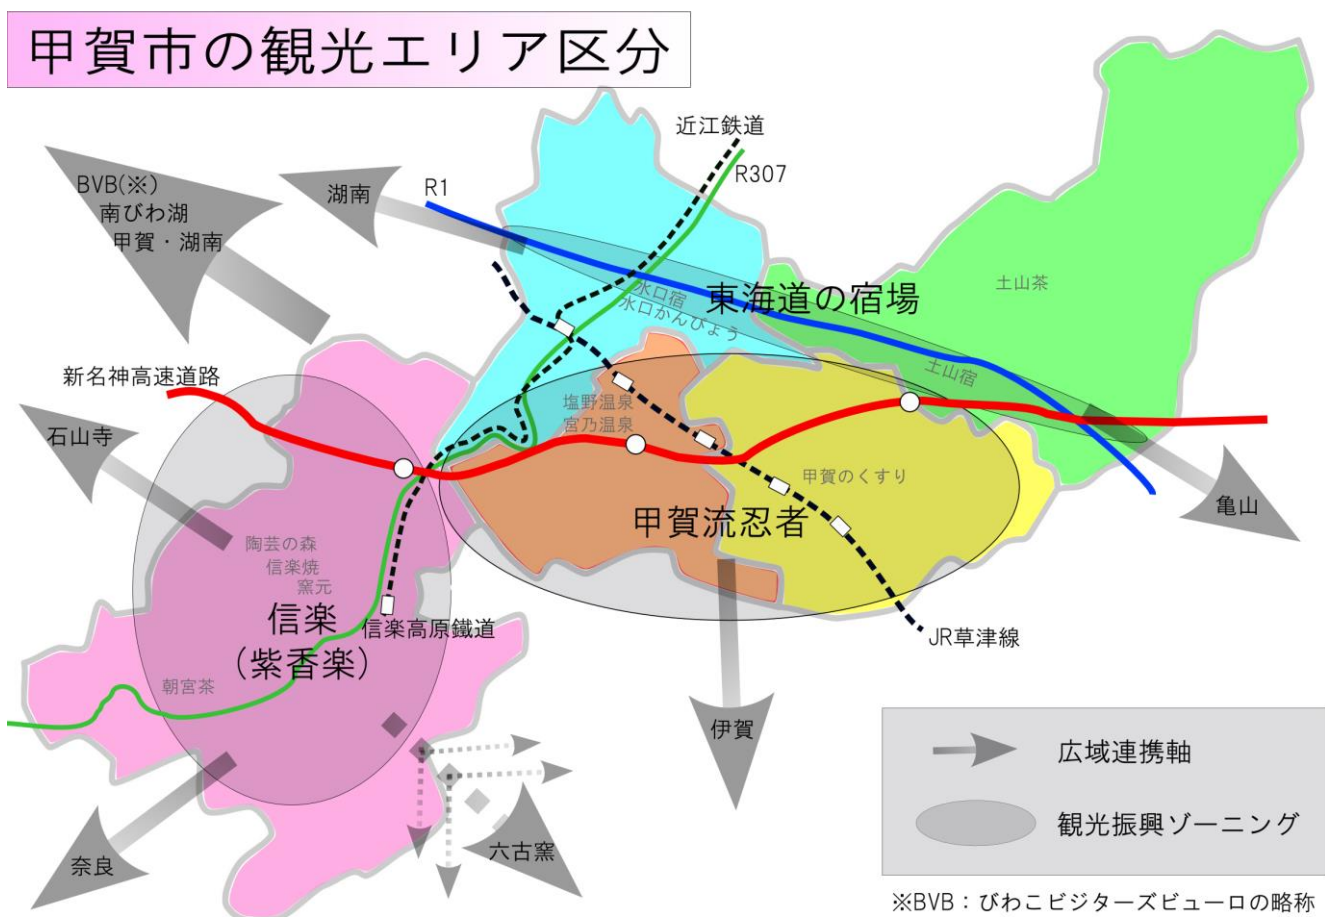 甲賀市の観光エリア区分
近江鉄道
R307
BVB(※)
南びわ湖
甲賀・湖南
湖南
R1
土山茶
水口宿
水口かんぴょう
東海道の宿場
土山宿
新名神高速道路
石山寺
塩野温泉
宮乃温泉
甲賀のくすり
甲賀流忍者
亀山
陶芸の森
信楽焼
窯元
信楽
(紫香楽)
信楽高原鐵道
JR草津線
朝宮茶
伊賀
奈良
六古窯
広域連携軸
観光振興ゾーニング
※BVB：びわこビジターズビューロの略称